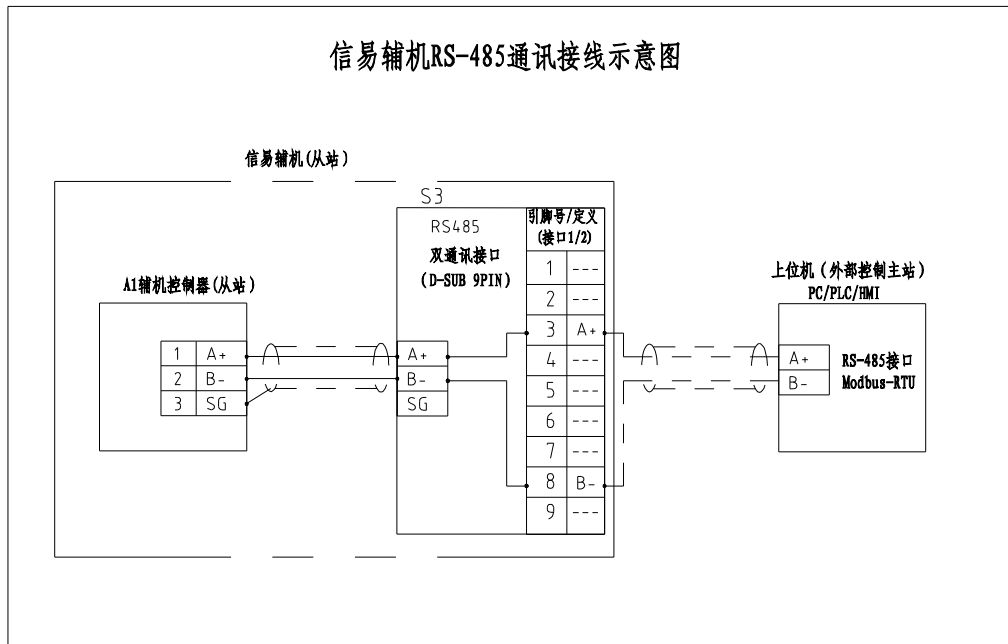 信易辅机RS-485通讯接线示意图
信易辅机(从站)
S3
RS485
双通讯接口
(D-SUB 9PIN)
引脚号/定义
(接口1/2)
1 ---
2 ---
3 A+
4 ---
5 ---
6 ---
7 ---
8 B-
9 ---
A1辅机控制器(从站)
1 A+
2 B-
3 SG
A+
B-
SG
上位机(外部控制主站)
PC/PLC/HMI
A+
B-
RS-485接口
Modbus-RTU